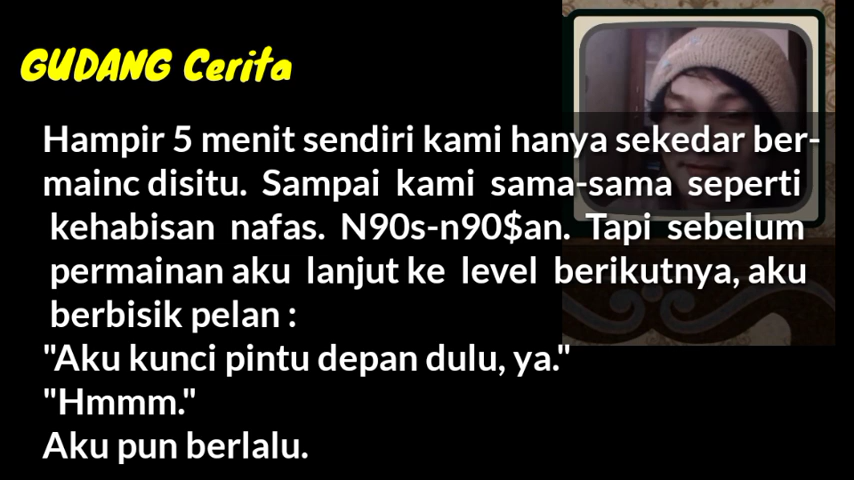 GUDANG Cerita
Hampir 5 menit sendiri kami hanya sekedar ber-
mainc disitu. Sampai kami sama-sama seperti
kehabisan nafas. N90s-n90$an. Tapi sebelum
permainan aku lanjut ke level berikutnya, aku
berbisik pelan :
"Aku kunci pintu depan dulu, ya."
"Hmmm."
Aku pun berlalu.